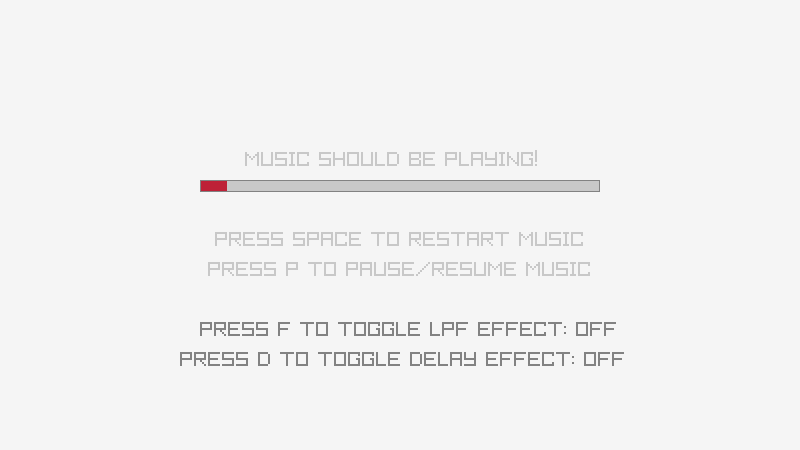 MUSIC SHOULD BE PLAYING!
PRESS SPACE TO RESTART MUSIC
PRESS P TO PAUSE/RESUME MUSIC
PRESS F TO TOGGLE LPF EFFECT: OFF
PRESS D TO TOGGLE DELAY EFFECT: OFF